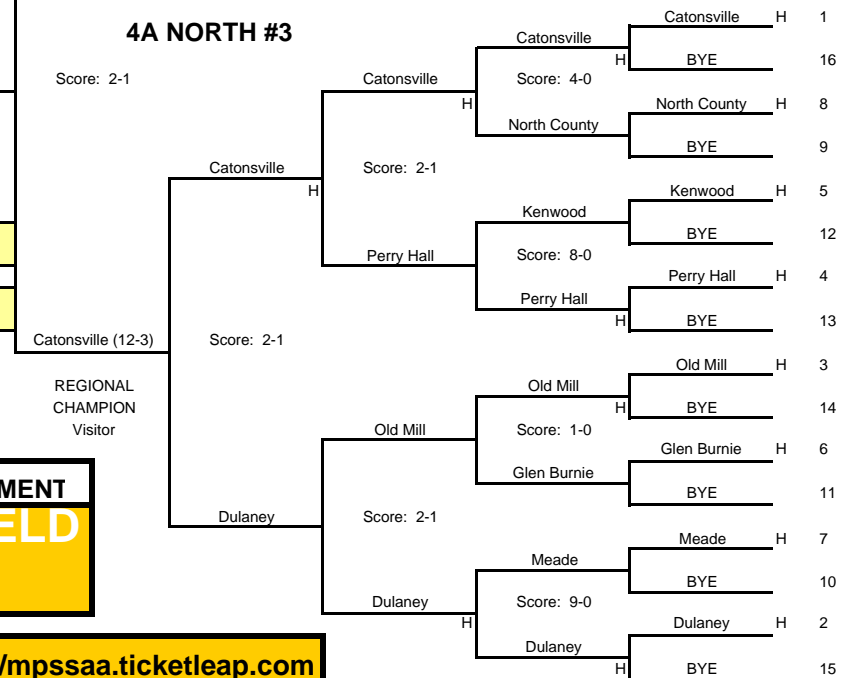 Catonsville H 1
4A NORTH #3
Catonsville
H BYE 16
Score: 2-1 Catonsville Score: 4-0
H North County H 8
North County
BYE 9
Catonsville Score: 2-1
H Kenwood H 5
Kenwood
BYE 12
Perry Hall Score: 8-0
Perry Hall H 4
Perry Hall
H BYE 13
Catonsville (12-3) Score: 2-1
Old Mill H 3
REGIONAL Old Mill
CHAMPION H BYE 14
Visitor Old Mill Score: 1-0
Glen Burnie H 6
Glen Burnie
MENT BYE 11
ELD
Dulaney Score: 2-1
Meade H 7
Meade
BYE 10
Dulaney Score: 9-0
H Dulaney H 2
Dulaney
/mpssaa.ticketleap.com H BYE 15